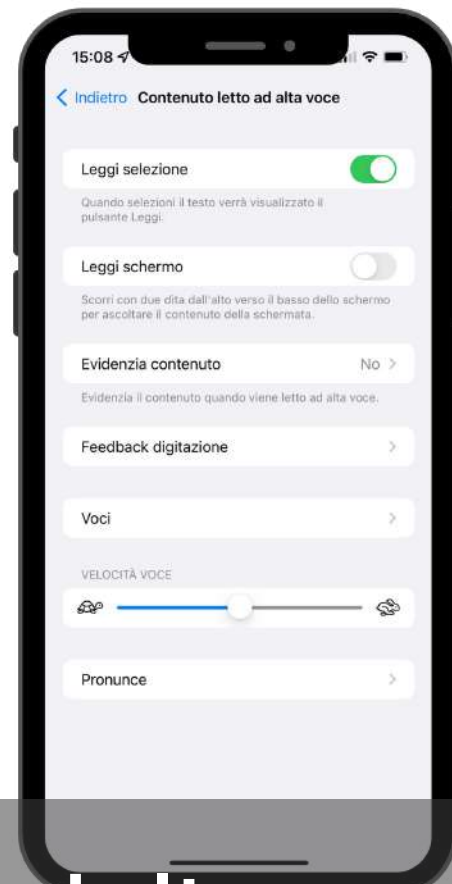 15:08
Indietro Contenuto letto ad alta voce
Leggi selezione
Quando selezioni il testo verrà visualizzato il
pulsante Leggi.
Leggi schermo
Scorri con due dita dall'alto verso il basso dello schermo
per ascoltare il contenuto della schermata.
Evidenzia contenuto No
Evidenzia il contenuto quando viene letto ad alta voce.
Feedback digitazione
Voci
VELOCITÀ VOCE
Pronunce